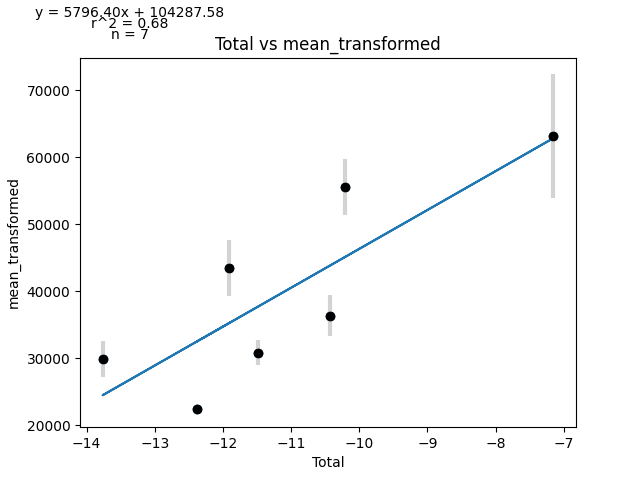 y = 5796.40x + 104287.58
r^2 = 0.68
n = 7
Total vs mean_transformed
70000
60000
50000
40000
30000
20000
mean_transformed
−14
−13
−12
−11
−10
−9
−8
−7
Total